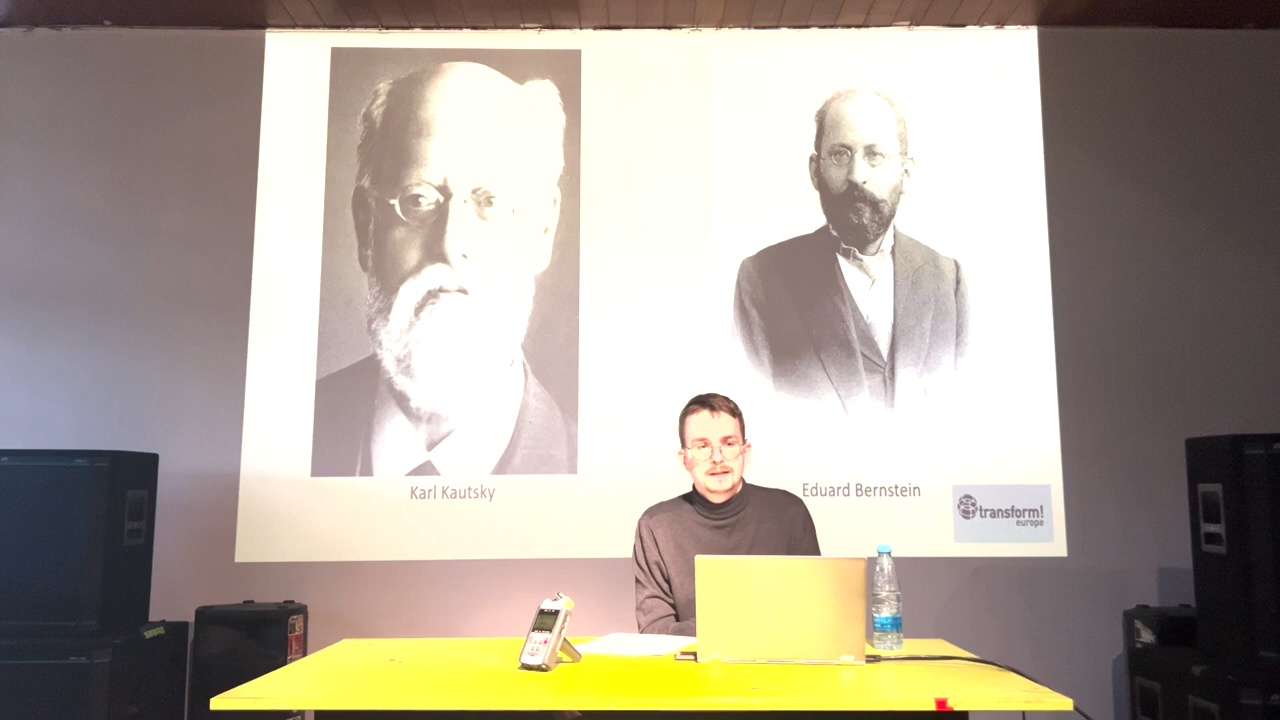 Karl Kautsky
Eduard Bernstein
transform!
europe